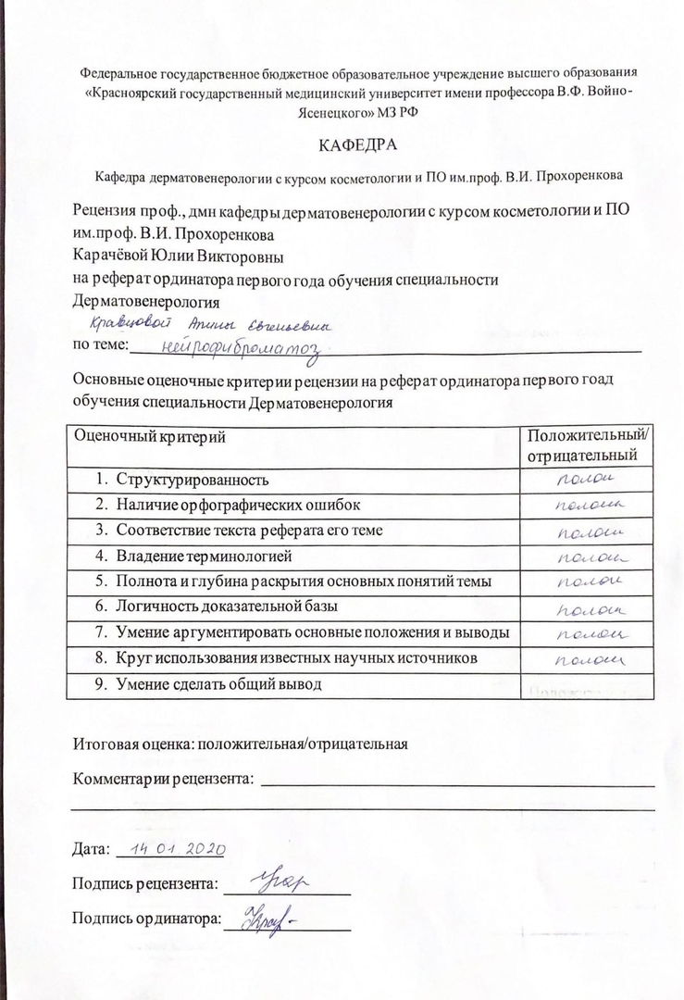 Федеральное государственное бюджетное образовательное учреждение высшего образования
«Красноярский государственный медицинский университет имени профессора В.Ф. Войно-
Ясенецкого» МЗ РФ
КАФЕДРА
Кафедра дерматовенерологии с курсом косметологии и ПО им.проф. В.И. Прохоренкова
Рецензия проф., дмн кафедры дерматовенерологии с курсом косметологии и ПО
им.проф. В.И. Прохоренкова
Карачёвой Юлии Викторовны
на реферат ординатора первого года обучения специальности
Дерматовенерология
Кравцовой Евгеньевны
по теме: нейрофиброматоз
Основные оценочные критерии рецензии на реферат ординатора первого гоад
обучения специальности Дерматовенерология
Оценочный критерий Положительный/
отрицательный
1. Структурированность полож
2. Наличие орфографических ошибок полож
3. Соответствие текста реферата его теме полож
4. Владение терминологией полож
5. Полнота и глубина раскрытия основных понятий темы полож
6. Логичность доказательной базы полож
7. Умение аргументировать основные положения и выводы полож
8. Круг использования известных научных источников полож
9. Умение сделать общий вывод
Итоговая оценка: положительная/отрицательная
Комментарии рецензента:
Дата: 14 01 2020
Подпись рецензента:
Подпись ординатора: